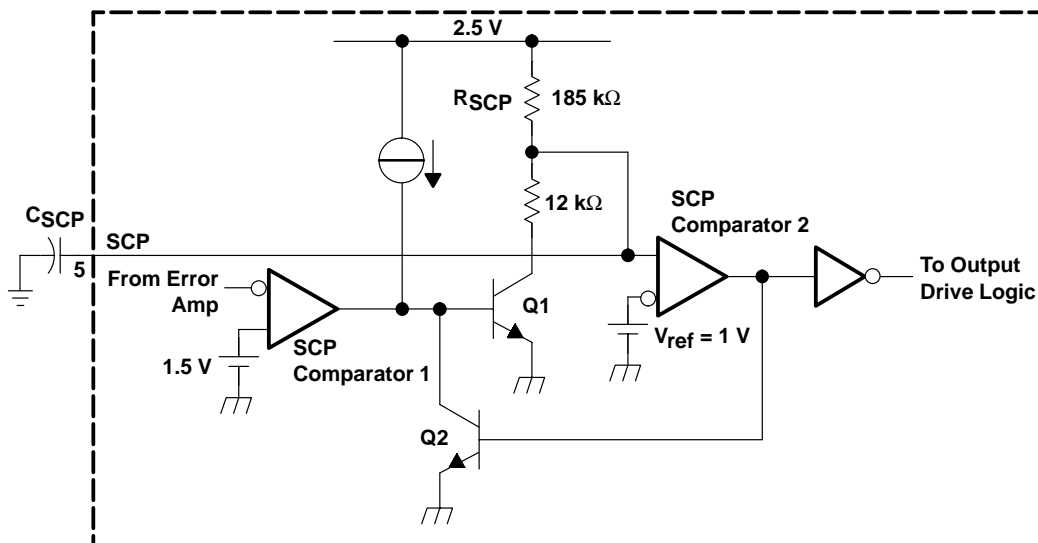 2.5 V
RSCP
185 kΩ
12 kΩ
SCP
Comparator 2
CSCP
SCP
5
From Error
Amp
To Output
Drive Logic
Q1
Vref = 1 V
SCP
Comparator 1
1.5 V
Q2